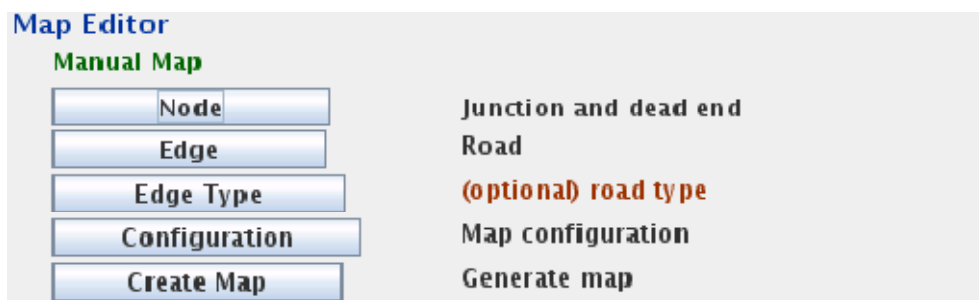 Map Editor
Manual Map
Node Junction and dead end
Edge Road
Edge Type (optional) road type
Configuration Map configuration
Create Map Generate map